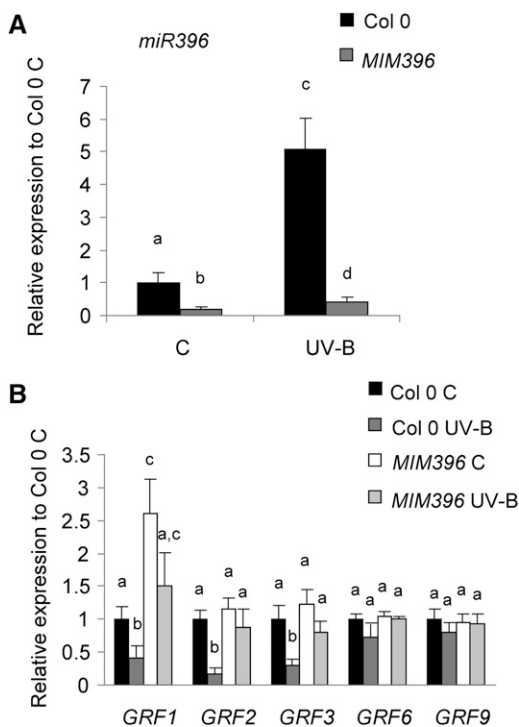 A
miR396
Col 0
MIM396
Relative expression to Col 0 C
7
6
5
4
3
2
1
0
a
b
c
d
C UV-B
B
Col 0 C
Col 0 UV-B
MIM396 C
MIM396 UV-B
Relative expression to Col 0 C
3.5
3
2.5
2
1.5
1
0.5
0
a b c a,c
a b a a
a b a a
a a a a
a a a a
GRF1 GRF2 GRF3 GRF6 GRF9